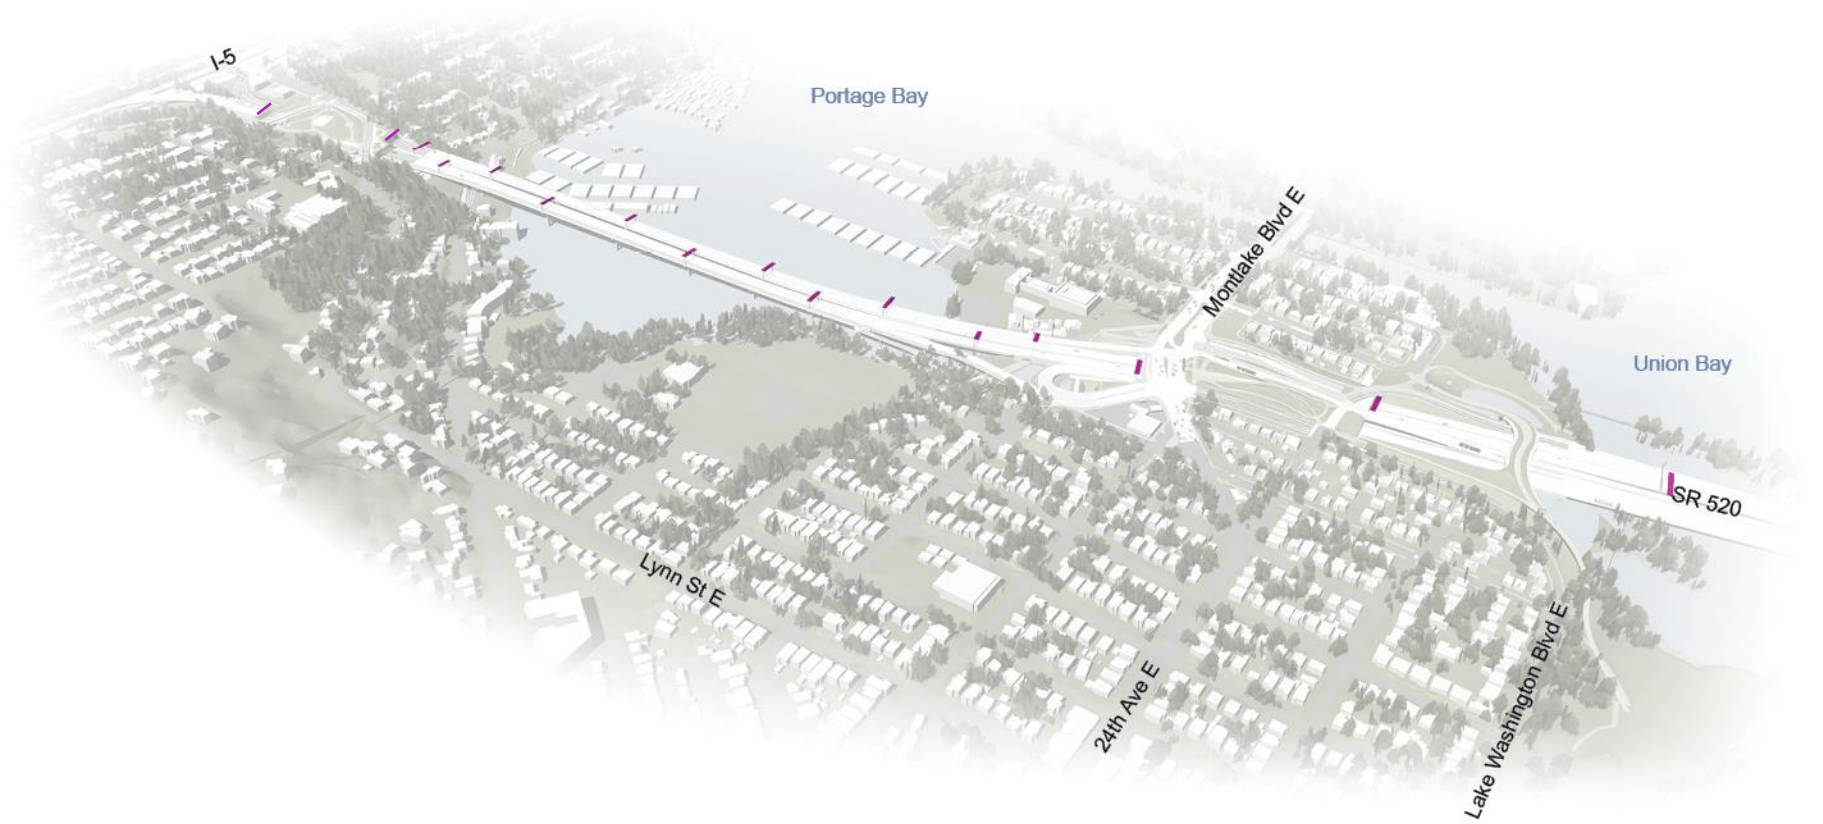 I-5
Portage Bay
Montlake Blvd E
Union Bay
SR 520
Lynn St E
24th Ave E
Lake Washington Blvd E